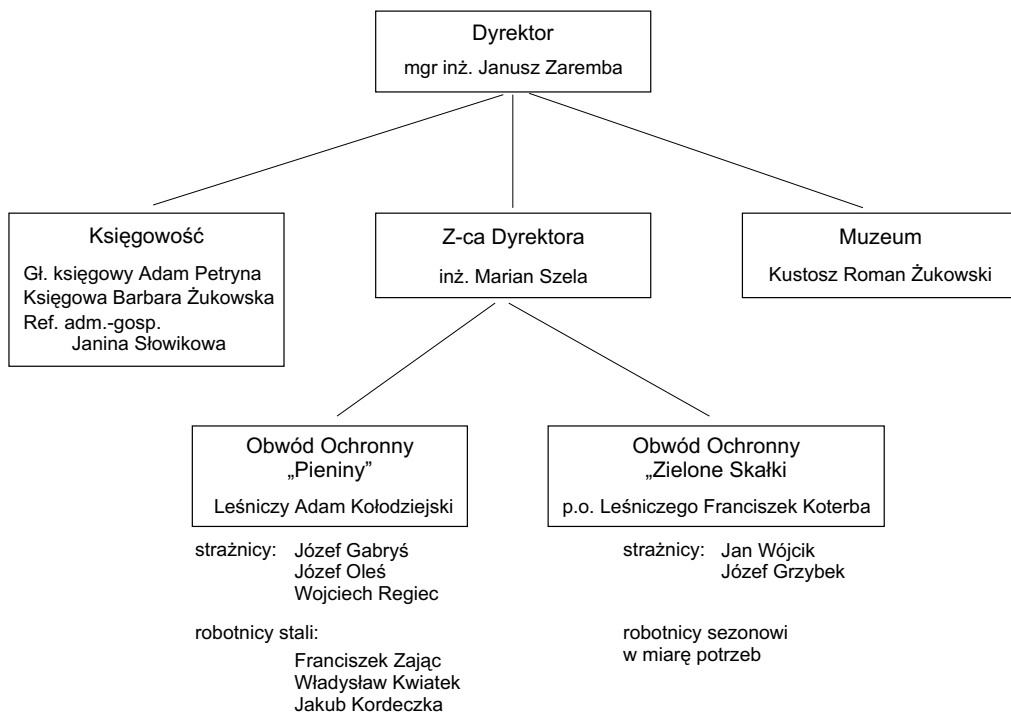 Dyrektor
mgr inż. Janusz Zaremba
Księgowość
Gł. księgowy Adam Petryna
Księgowa Barbara Żukowska
Ref. adm.-gosp.
Janina Słowikowa
Z-ca Dyrektora
inż. Marian Szela
Muzeum
Kustosz Roman Żukowski
Obwód Ochronny
„Pieniny”
Leśniczy Adam Kołodziejski
strażnicy: Józef Gabryś
Józef Oleś
Wojciech Regiec
robotnicy stali:
Franciszek Zając
Władysław Kwiatek
Jakub Kordeczka
Obwód Ochronny
„Zielone Skałki
p.o. Leśniczego Franciszek Koterba
strażnicy: Jan Wójcik
Józef Grzybek
robotnicy sezonowi
w miarę potrzeb